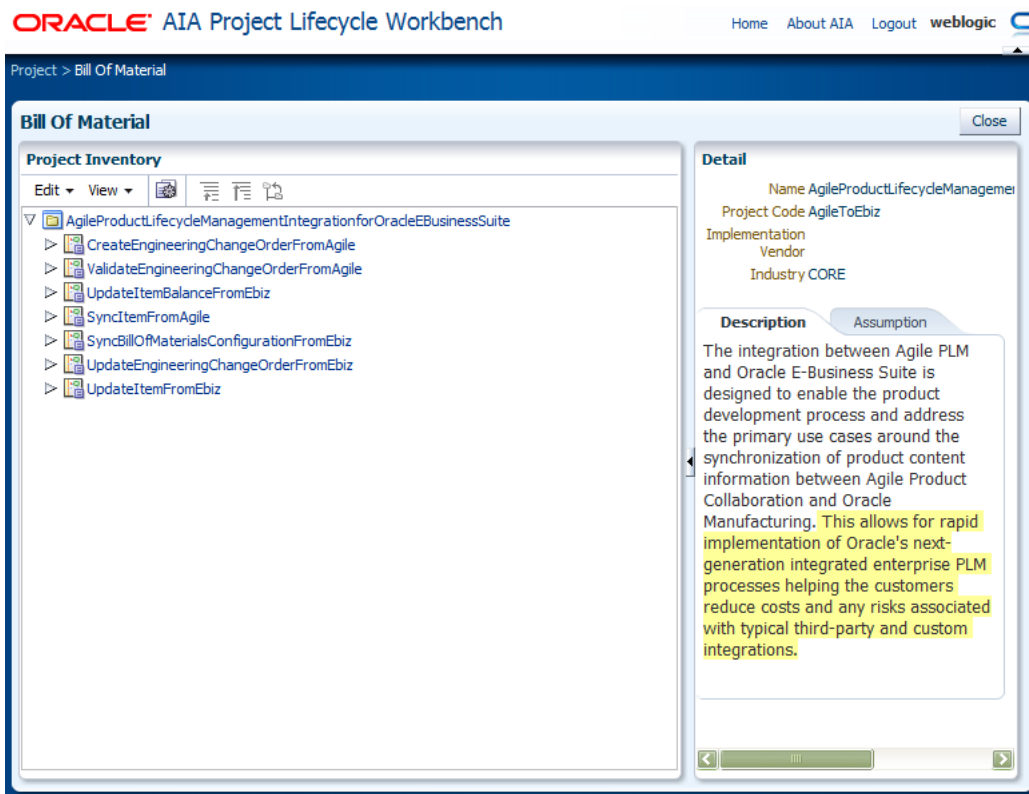 ORACLE AIA Project Lifecycle Workbench
Home About AIA Logout weblogic
Project > Bill Of Material
Bill Of Material
Close
Project Inventory
Edit View
AgileProductLifecycleManagementIntegrationforOracleEBusinessSuite
CreateEngineeringChangeOrderFromAgile
ValidateEngineeringChangeOrderFromAgile
UpdateItemBalanceFromEbiz
SyncItemFromAgile
SyncBillOfMaterialsConfigurationFromEbiz
UpdateEngineeringChangeOrderFromEbiz
UpdateItemFromEbiz
Detail
Name AgileProductLifecycleManagemen
Project Code AgileToEbiz
Implementation
Vendor
Industry CORE
Description Assumption
The integration between Agile PLM
and Oracle E-Business Suite is
designed to enable the product
development process and address
the primary use cases around the
synchronization of product content
information between Agile Product
Collaboration and Oracle
Manufacturing. This allows for rapid
implementation of Oracle's next-
generation integrated enterprise PLM
processes helping the customers
reduce costs and any risks associated
with typical third-party and custom
integrations.